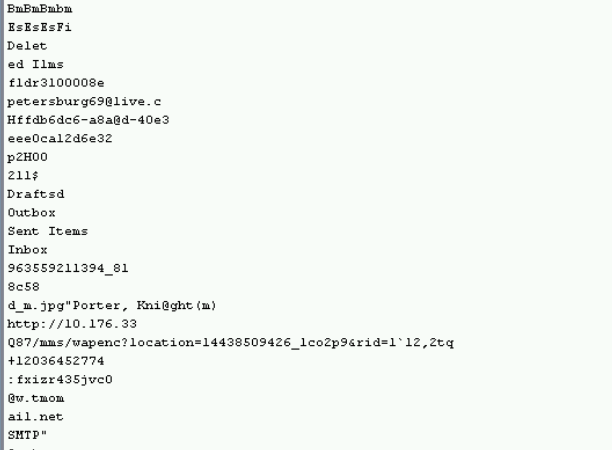 BmBmBmbm
EsEsEsFi
Delet
ed Ilms
fldr3100008e
petersburg69@live.c
Hffdb6dc6-a8a@d-40e3
eee0ca12d6e32
p2H00
211$
Draftsd
Outbox
Sent Items
Inbox
963559211394_81
8c58
d_m.jpg"Porter, Kni@ght(m)
http://10.176.33
Q87/mms/wapenc?location=14438509426_1co2p9&rid=1`12,2tq
+12036452774
:fxizr435jvc0
@w.tmom
ail.net
SMTP"